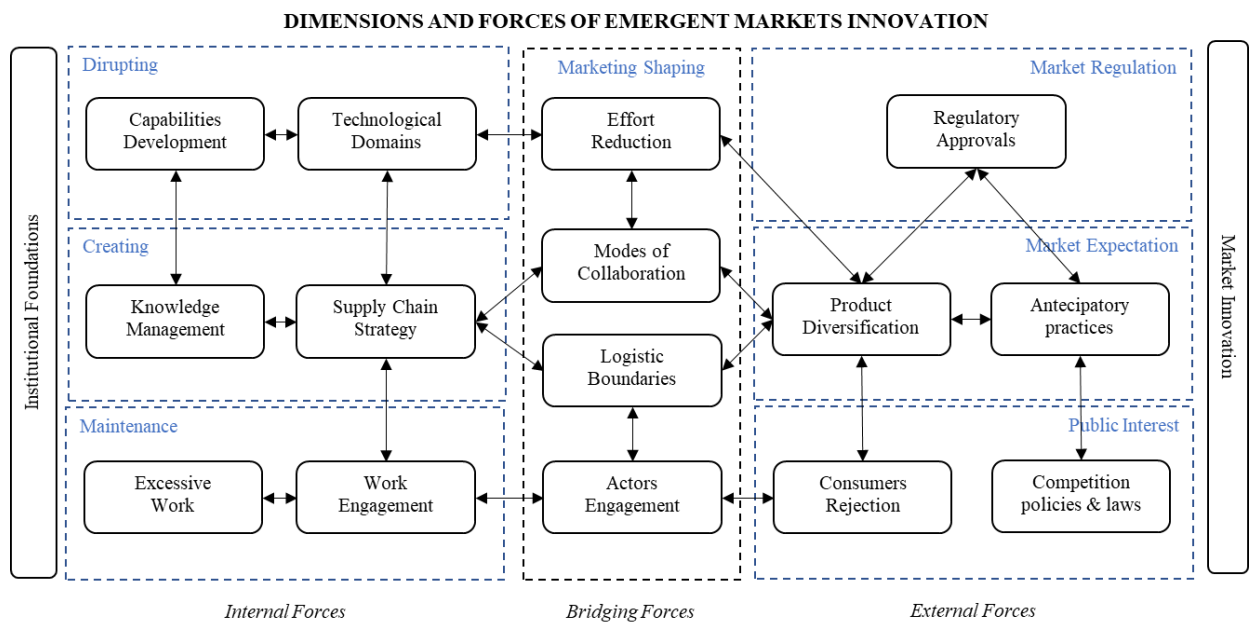 DIMENSIONS AND FORCES OF EMERGENT MARKETS INNOVATION
Institutional Foundations
Dirupting
Capabilities
Development
Technological
Domains
Creating
Knowledge
Management
Supply Chain
Strategy
Maintenance
Excessive
Work
Work
Engagement
Marketing Shaping
Effort
Reduction
Modes of
Collaboration
Logistic
Boundaries
Actors
Engagement
Market Regulation
Regulatory
Approvals
Market Expectation
Product
Diversification
Antecipatory
practices
Public Interest
Consumers
Rejection
Competition
policies & laws
Market Innovation
Internal Forces
Bridging Forces
External Forces